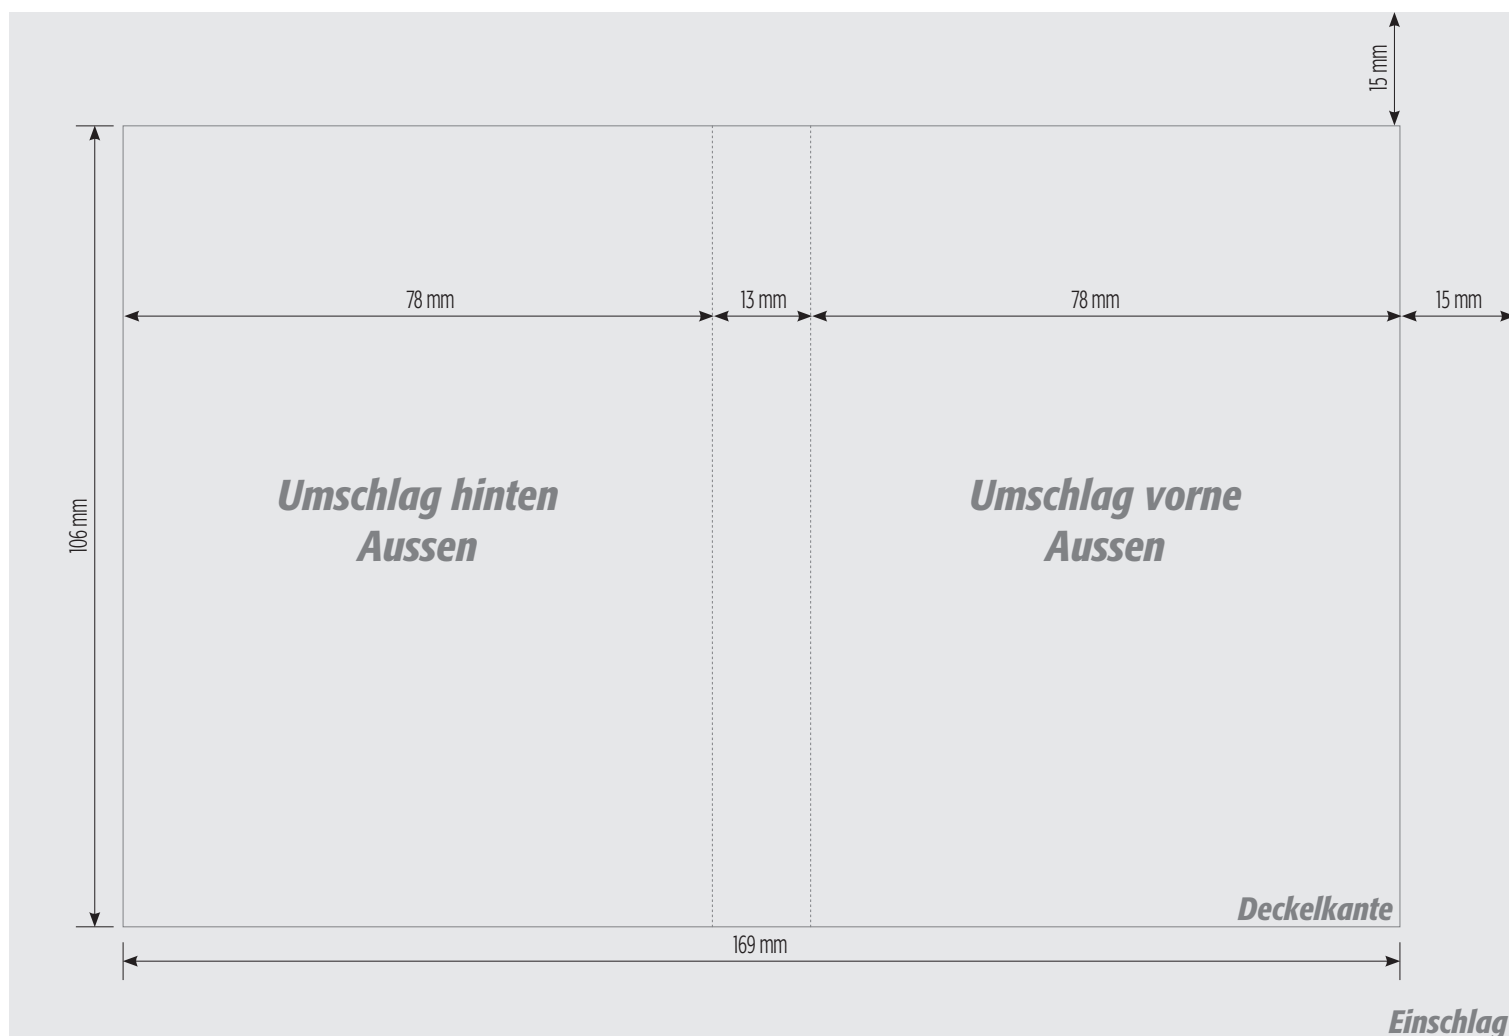 15 mm
78 mm
13 mm
78 mm
15 mm
106 mm
Umschlag hinten
Aussen
Umschlag vorne
Aussen
Deckelkante
169 mm
Einschlag